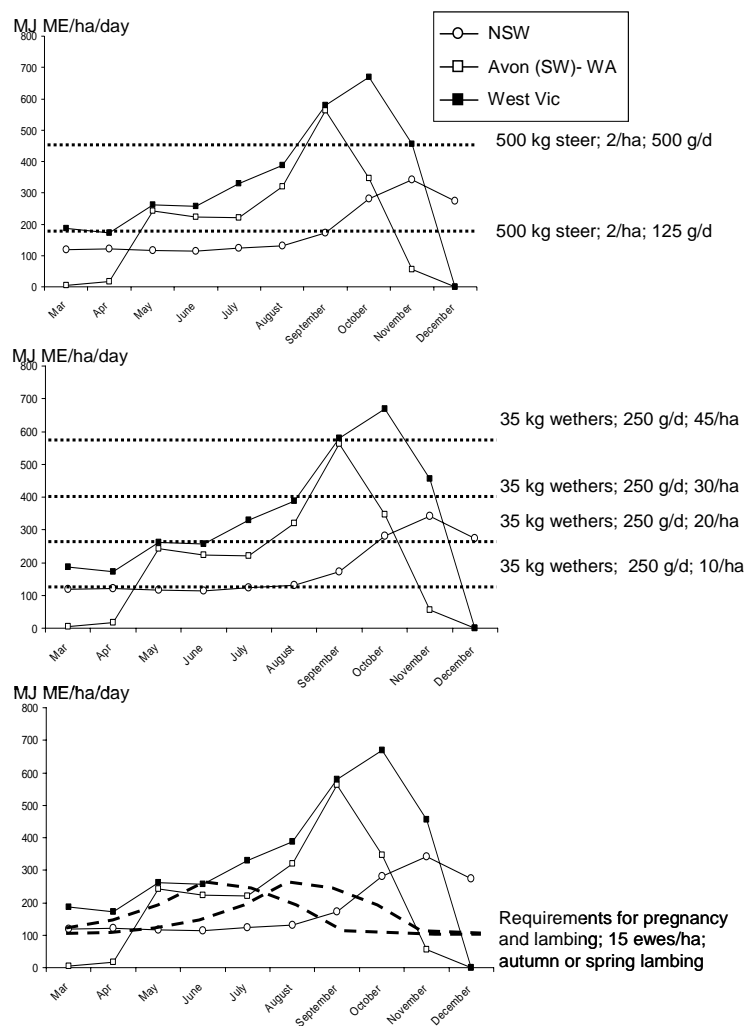 MJ ME/ha/day
NSW
Avon (SW)- WA
West Vic
800
700
600
500
400
300
200
100
0
500 kg steer; 2/ha; 500 g/d
500 kg steer; 2/ha; 125 g/d
Mar
Apr
May
June
July
August
September
October
November
December
MJ ME/ha/day
800
700
600
500
400
300
200
100
0
35 kg wethers; 250 g/d; 45/ha
35 kg wethers; 250 g/d; 30/ha
35 kg wethers; 250 g/d; 20/ha
35 kg wethers;  250 g/d; 10/ha
Mar
Apr
May
June
July
August
September
October
November
December
MJ ME/ha/day
800
700
600
500
400
300
200
100
0
Requirements for pregnancy
and lambing; 15 ewes/ha;
autumn or spring lambing
Mar
Apr
May
June
July
August
September
October
November
December